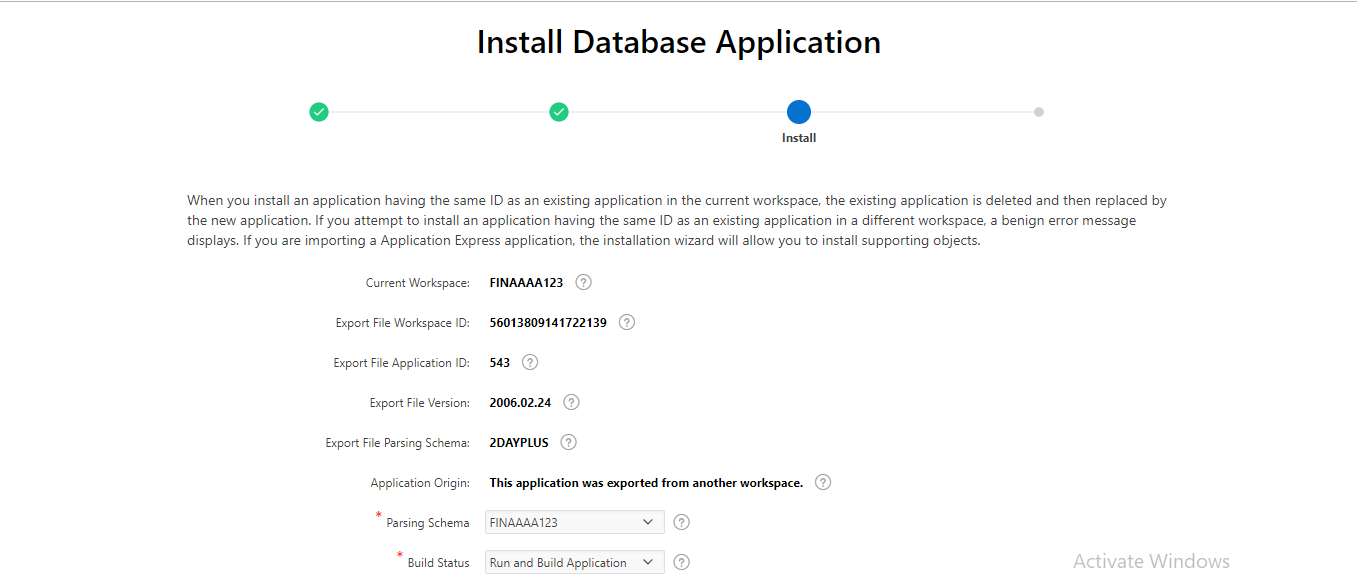 Install Database Application
Install
When you install an application having the same ID as an existing application in the current workspace, the existing application is deleted and then replaced by
the new application. If you attempt to install an application having the same ID as an existing application in a different workspace, a benign error message
displays. If you are importing a Application Express application, the installation wizard will allow you to install supporting objects.
Current Workspace: FINAAAA123 ?
Export File Workspace ID: 56013809141722139 ?
Export File Application ID: 543 ?
Export File Version: 2006.02.24 ?
Export File Parsing Schema: 2DAYPLUS ?
Application Origin: This application was exported from another workspace. ?
* Parsing Schema FINAAAA123 ?
* Build Status Run and Build Application ?
Activate Windows